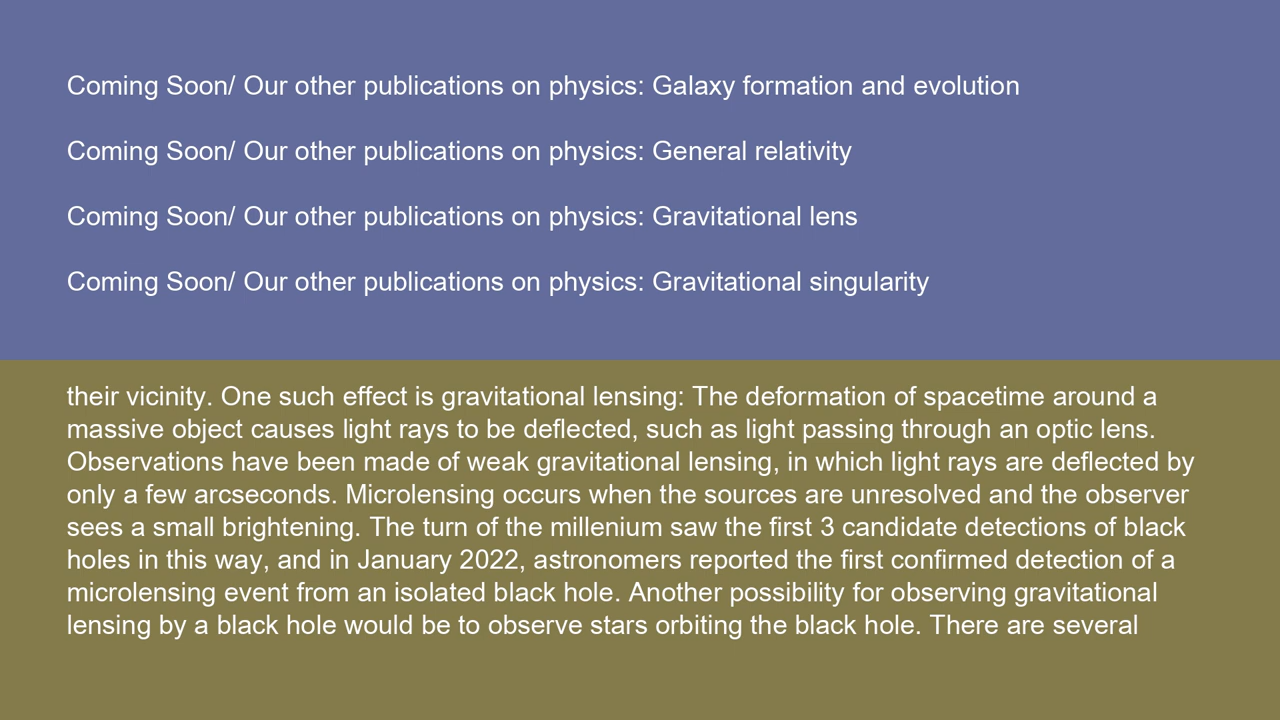 Coming Soon/ Our other publications on physics: Galaxy formation and evolution
Coming Soon/ Our other publications on physics: General relativity
Coming Soon/ Our other publications on physics: Gravitational lens
Coming Soon/ Our other publications on physics: Gravitational singularity
their vicinity. One such effect is gravitational lensing: The deformation of spacetime around a
massive object causes light rays to be deflected, such as light passing through an optic lens.
Observations have been made of weak gravitational lensing, in which light rays are deflected by
only a few arcseconds. Microlensing occurs when the sources are unresolved and the observer
sees a small brightening. The turn of the millenium saw the first 3 candidate detections of black
holes in this way, and in January 2022, astronomers reported the first confirmed detection of a
microlensing event from an isolated black hole. Another possibility for observing gravitational
lensing by a black hole would be to observe stars orbiting the black hole. There are several